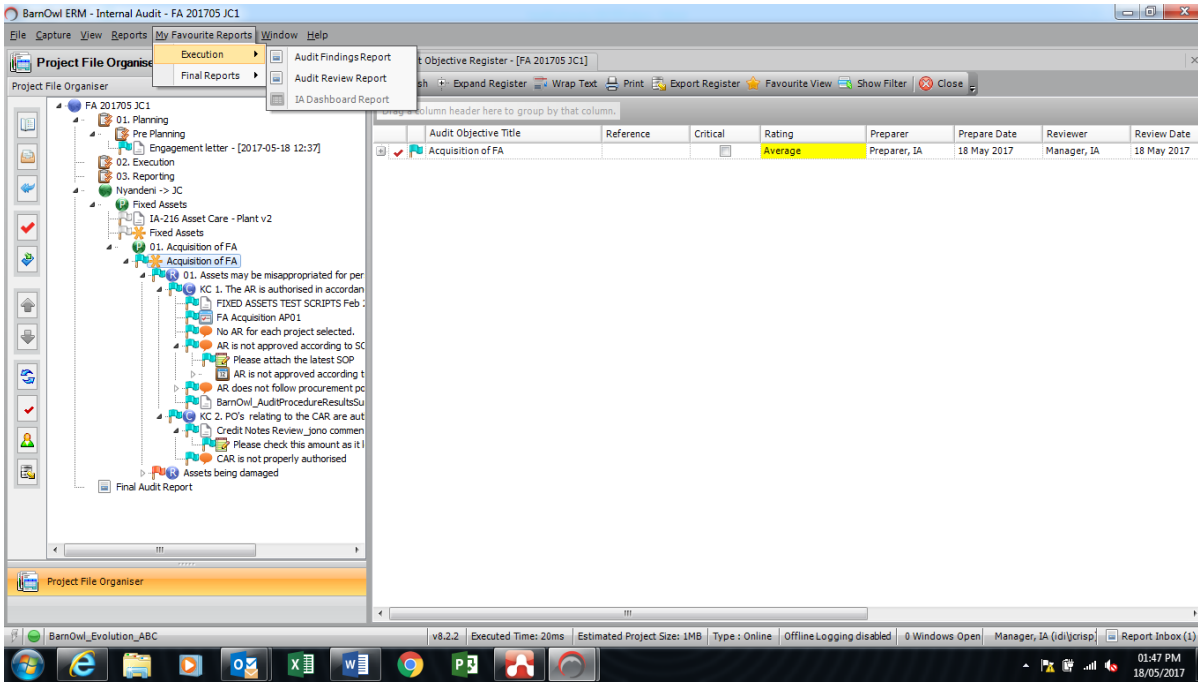 BarnOwl ERM - Internal Audit - FA 201705 JC1
File Capture View Reports My Favourite Reports Window Help
Execution
Final Reports
Audit Findings Report
Audit Review Report
IA Dashboard Report
Project File Organise
t Objective Register - [FA 201705 JC1]
Project File Organiser
sh Expand Register Wrap Text Print Export Register Favourite View Show Filter Close
Drag a column header here to group by that column.
Audit Objective Title Reference Critical Rating Preparer Prepare Date Reviewer Review Date
Acquisition of FA Average Preparer, IA 18 May 2017 Manager, IA 18 May 2017
FA 201705 JC1
01. Planning
Pre Planning
Engagement letter - [2017-05-18 12:37]
02. Execution
03. Reporting
Nyandeni -> JC
Fixed Assets
IA-216 Asset Care - Plant v2
Fixed Assets
01. Acquisition of FA
Acquisition of FA
01. Assets may be misappropriated for per
KC 1. The AR is authorised in accordan
FIXED ASSETS TEST SCRIPTS Feb
FA Acquisition AP01
No AR for each project selected.
AR is not approved according to SO
Please attach the latest SOP
AR is not approved according t
AR does not follow procurement po
BarnOwl_AuditProcedureResultsSu
KC 2. PO's relating to the CAR are aut
Credit Notes Review_jono commen
Please check this amount as it l
CAR is not properly authorised
Assets being damaged
Final Audit Report
Project File Organiser
BarnOwl_Evolution_ABC v8.2.2 Executed Time: 20ms Estimated Project Size: 1MB Type : Online Offline Logging disabled 0 Windows Open Manager, IA (idi\jcrisp) Report Inbox (1)
01:47 PM
18/05/2017